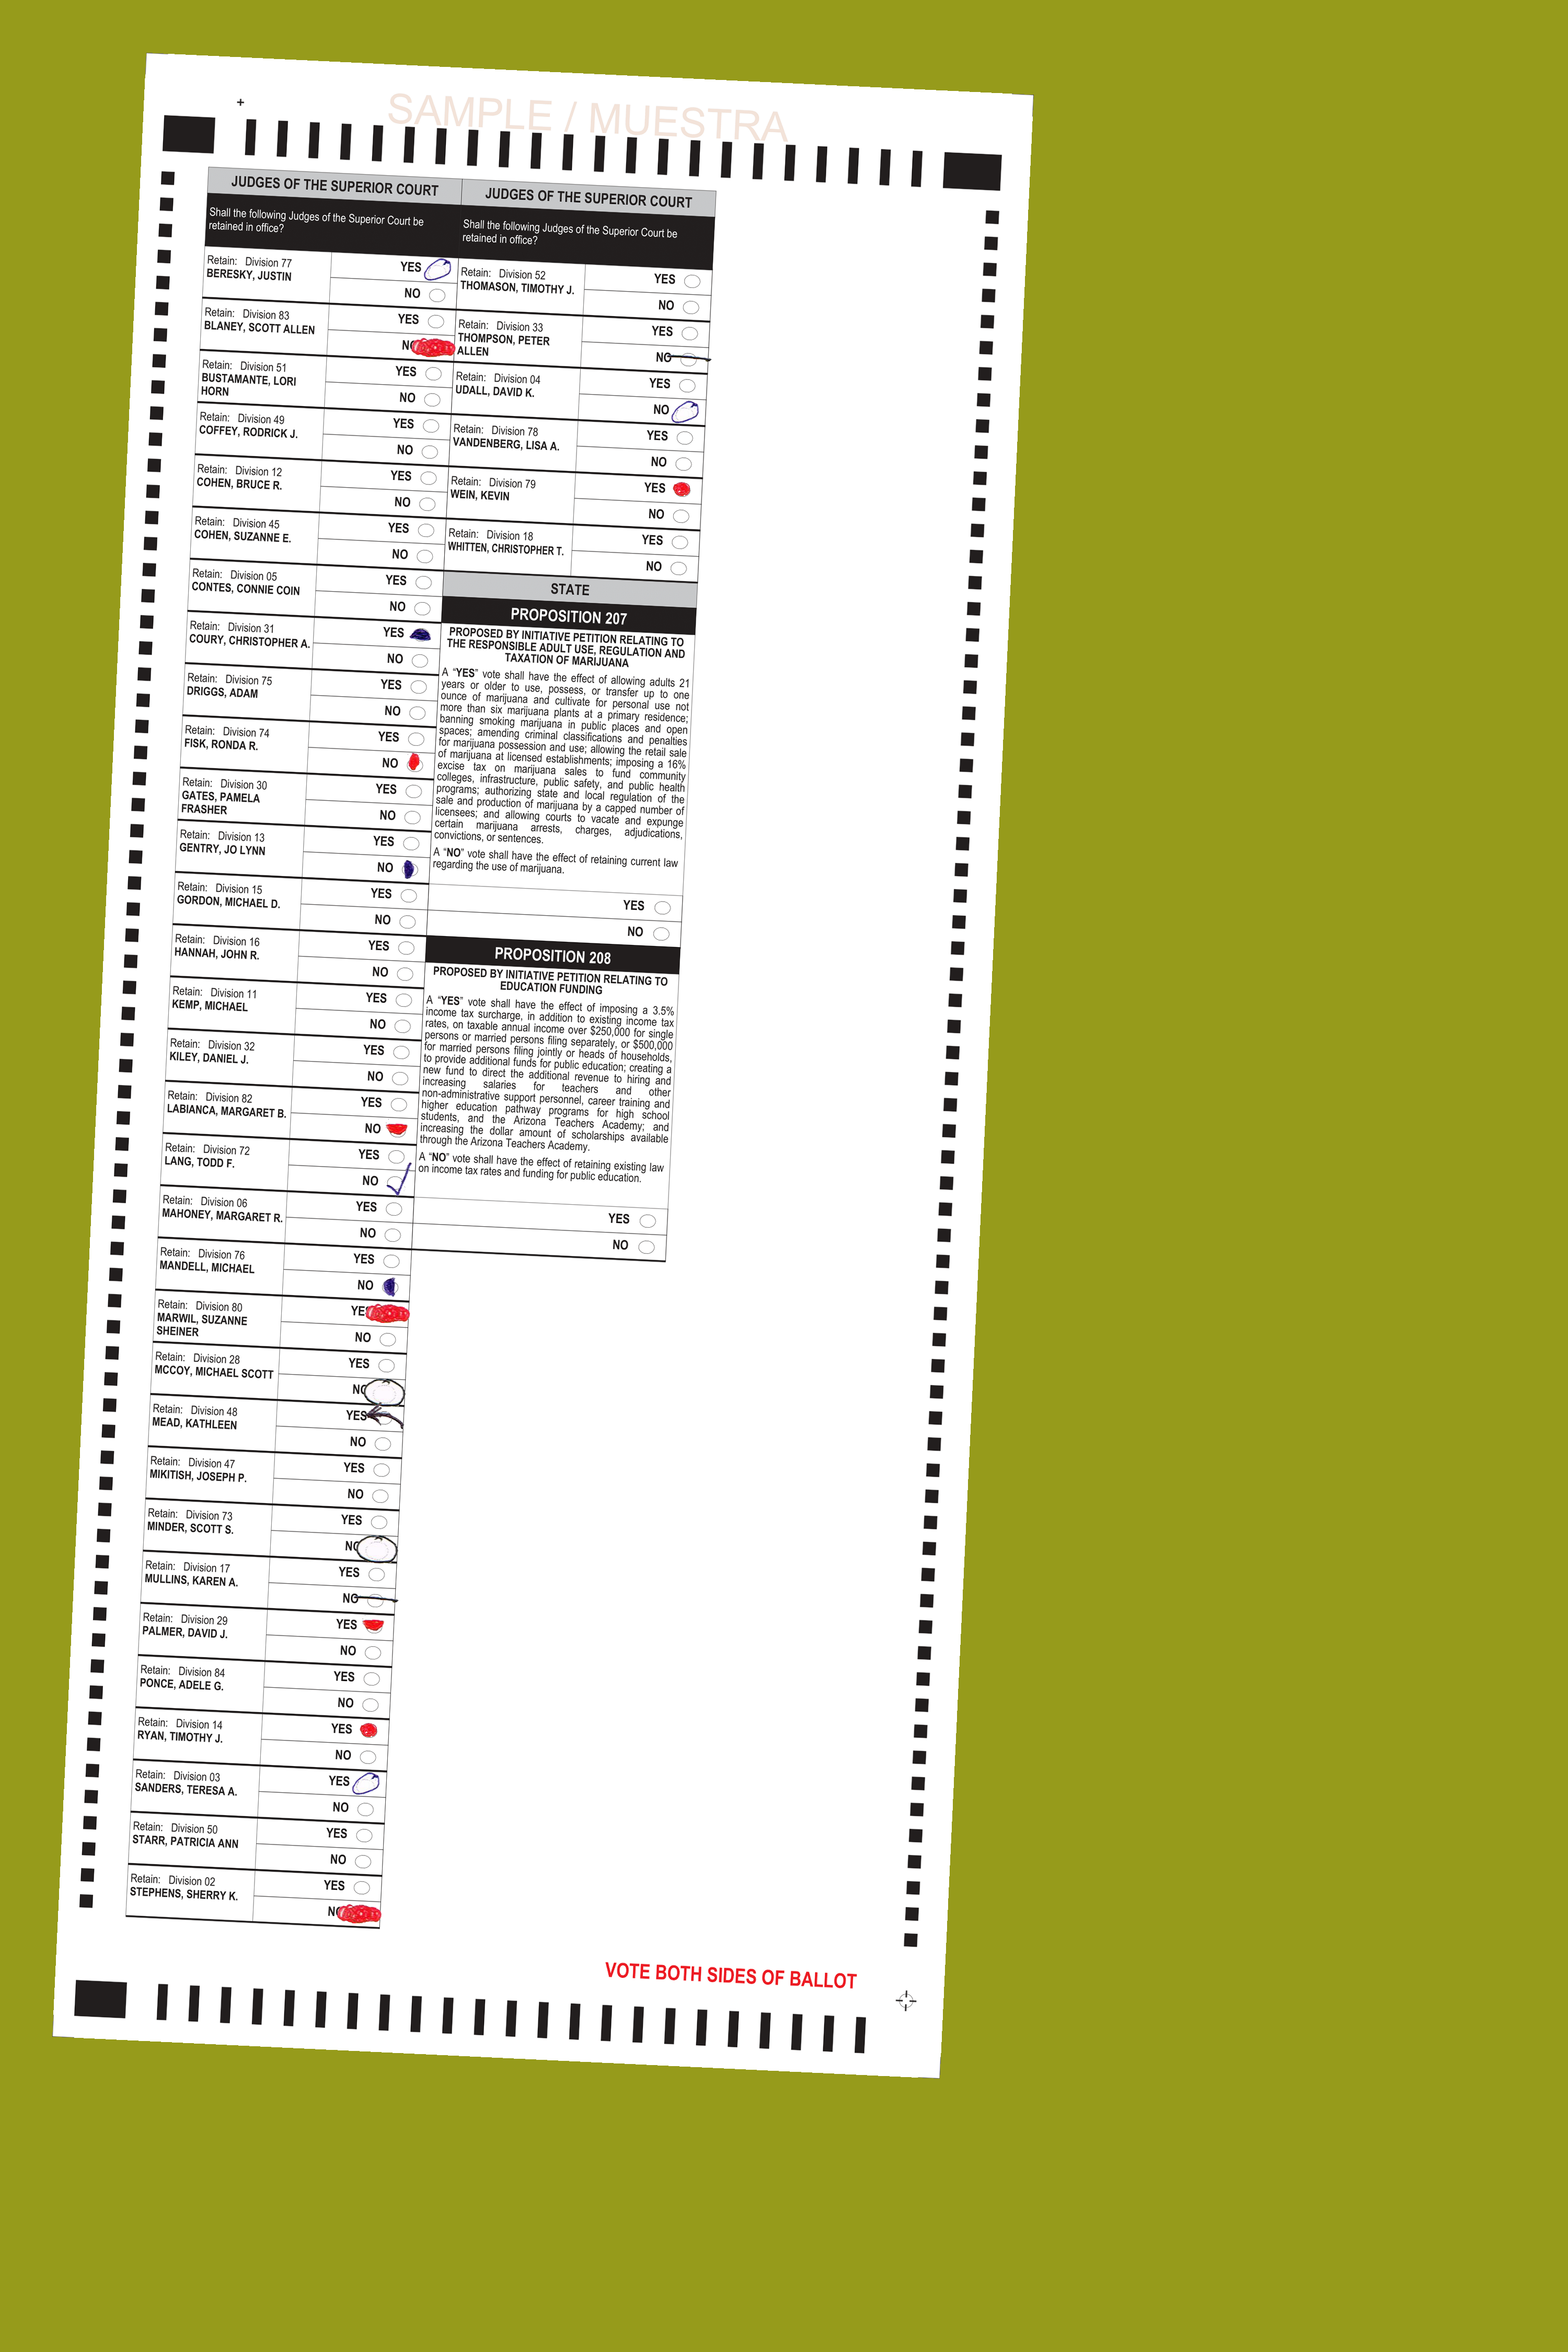 SAMPLE / MUESTRA
JUDGES OF THE SUPERIOR COURT
Shall the following Judges of the Superior Court be
retained in office?
Retain: Division 77
BERESKY, JUSTIN
YES
NO
Retain: Division 83
BLANEY, SCOTT ALLEN
YES
NO
Retain: Division 51
BUSTAMANTE, LORI
HORN
YES
NO
Retain: Division 49
COFFEY, RODRICK J.
YES
NO
Retain: Division 12
COHEN, BRUCE R.
YES
NO
Retain: Division 45
COHEN, SUZANNE E.
YES
NO
Retain: Division 05
CONTES, CONNIE COIN
YES
NO
Retain: Division 31
COURY, CHRISTOPHER A.
YES
NO
Retain: Division 75
DRIGGS, ADAM
YES
NO
Retain: Division 74
FISK, RONDA R.
YES
NO
Retain: Division 30
GATES, PAMELA
FRASHER
YES
NO
Retain: Division 13
GENTRY, JO LYNN
YES
NO
Retain: Division 15
GORDON, MICHAEL D.
YES
NO
Retain: Division 16
HANNAH, JOHN R.
YES
NO
Retain: Division 11
KEMP, MICHAEL
YES
NO
Retain: Division 32
KILEY, DANIEL J.
YES
NO
Retain: Division 82
LABIANCA, MARGARET B.
YES
NO
Retain: Division 72
LANG, TODD F.
YES
NO
Retain: Division 06
MAHONEY, MARGARET R.
YES
NO
Retain: Division 76
MANDELL, MICHAEL
YES
NO
Retain: Division 80
MARWIL, SUZANNE
SHEINER
YES
NO
Retain: Division 28
MCCOY, MICHAEL SCOTT
YES
NO
Retain: Division 48
MEAD, KATHLEEN
YES
NO
Retain: Division 47
MIKITISH, JOSEPH P.
YES
NO
Retain: Division 73
MINDER, SCOTT S.
YES
NO
Retain: Division 17
MULLINS, KAREN A.
YES
NO
Retain: Division 29
PALMER, DAVID J.
YES
NO
Retain: Division 84
PONCE, ADELE G.
YES
NO
Retain: Division 14
RYAN, TIMOTHY J.
YES
NO
Retain: Division 03
SANDERS, TERESA A.
YES
NO
Retain: Division 50
STARR, PATRICIA ANN
YES
NO
Retain: Division 02
STEPHENS, SHERRY K.
YES
NO
JUDGES OF THE SUPERIOR COURT
Shall the following Judges of the Superior Court be
retained in office?
Retain: Division 52
THOMASON, TIMOTHY J.
YES
NO
Retain: Division 33
THOMPSON, PETER
ALLEN
YES
NO
Retain: Division 04
UDALL, DAVID K.
YES
NO
Retain: Division 78
VANDENBERG, LISA A.
YES
NO
Retain: Division 79
WEIN, KEVIN
YES
NO
Retain: Division 18
WHITTEN, CHRISTOPHER T.
YES
NO
STATE
PROPOSITION 207
PROPOSED BY INITIATIVE PETITION RELATING TO
THE RESPONSIBLE ADULT USE, REGULATION AND
TAXATION OF MARIJUANA
A “YES” vote shall have the effect of allowing adults 21
years or older to use, possess, or transfer up to one
ounce of marijuana and cultivate for personal use not
more than six marijuana plants at a primary residence;
banning smoking marijuana in public places and open
spaces; amending criminal classifications and penalties
for marijuana possession and use; allowing the retail sale
of marijuana at licensed establishments; imposing a 16%
excise tax on marijuana sales to fund community
colleges, infrastructure, public safety, and public health
programs; authorizing state and local regulation of the
sale and production of marijuana by a capped number of
licensees; and allowing courts to vacate and expunge
certain marijuana arrests, charges, adjudications,
convictions, or sentences.
A “NO” vote shall have the effect of retaining current law
regarding the use of marijuana.
YES
NO
PROPOSITION 208
PROPOSED BY INITIATIVE PETITION RELATING TO
EDUCATION FUNDING
A “YES” vote shall have the effect of imposing a 3.5%
income tax surcharge, in addition to existing income tax
rates, on taxable annual income over $250,000 for single
persons or married persons filing separately, or $500,000
for married persons filing jointly or heads of households,
to provide additional funds for public education; creating a
new fund to direct the additional revenue to hiring and
increasing salaries for teachers and other
non-administrative support personnel, career training and
higher education pathway programs for high school
students, and the Arizona Teachers Academy; and
increasing the dollar amount of scholarships available
through the Arizona Teachers Academy.
A “NO” vote shall have the effect of retaining existing law
on income tax rates and funding for public education.
YES
NO
VOTE BOTH SIDES OF BALLOT